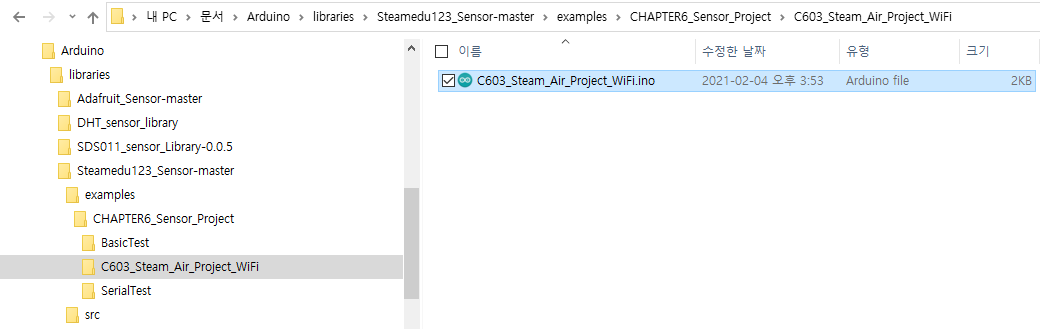 내 PC > 문서 > Arduino > libraries > Steamedu123_Sensor-master > examples > CHAPTER6_Sensor_Project > C603_Steam_Air_Project_WiFi
Arduino
libraries
Adafruit_Sensor-master
DHT_sensor_library
SDS011_sensor_Library-0.0.5
Steamedu123_Sensor-master
examples
CHAPTER6_Sensor_Project
BasicTest
C603_Steam_Air_Project_WiFi
SerialTest
src
이름 수정한 날짜 유형 크기
C603_Steam_Air_Project_WiFi.ino 2021-02-04 오후 3:53 Arduino file 2KB